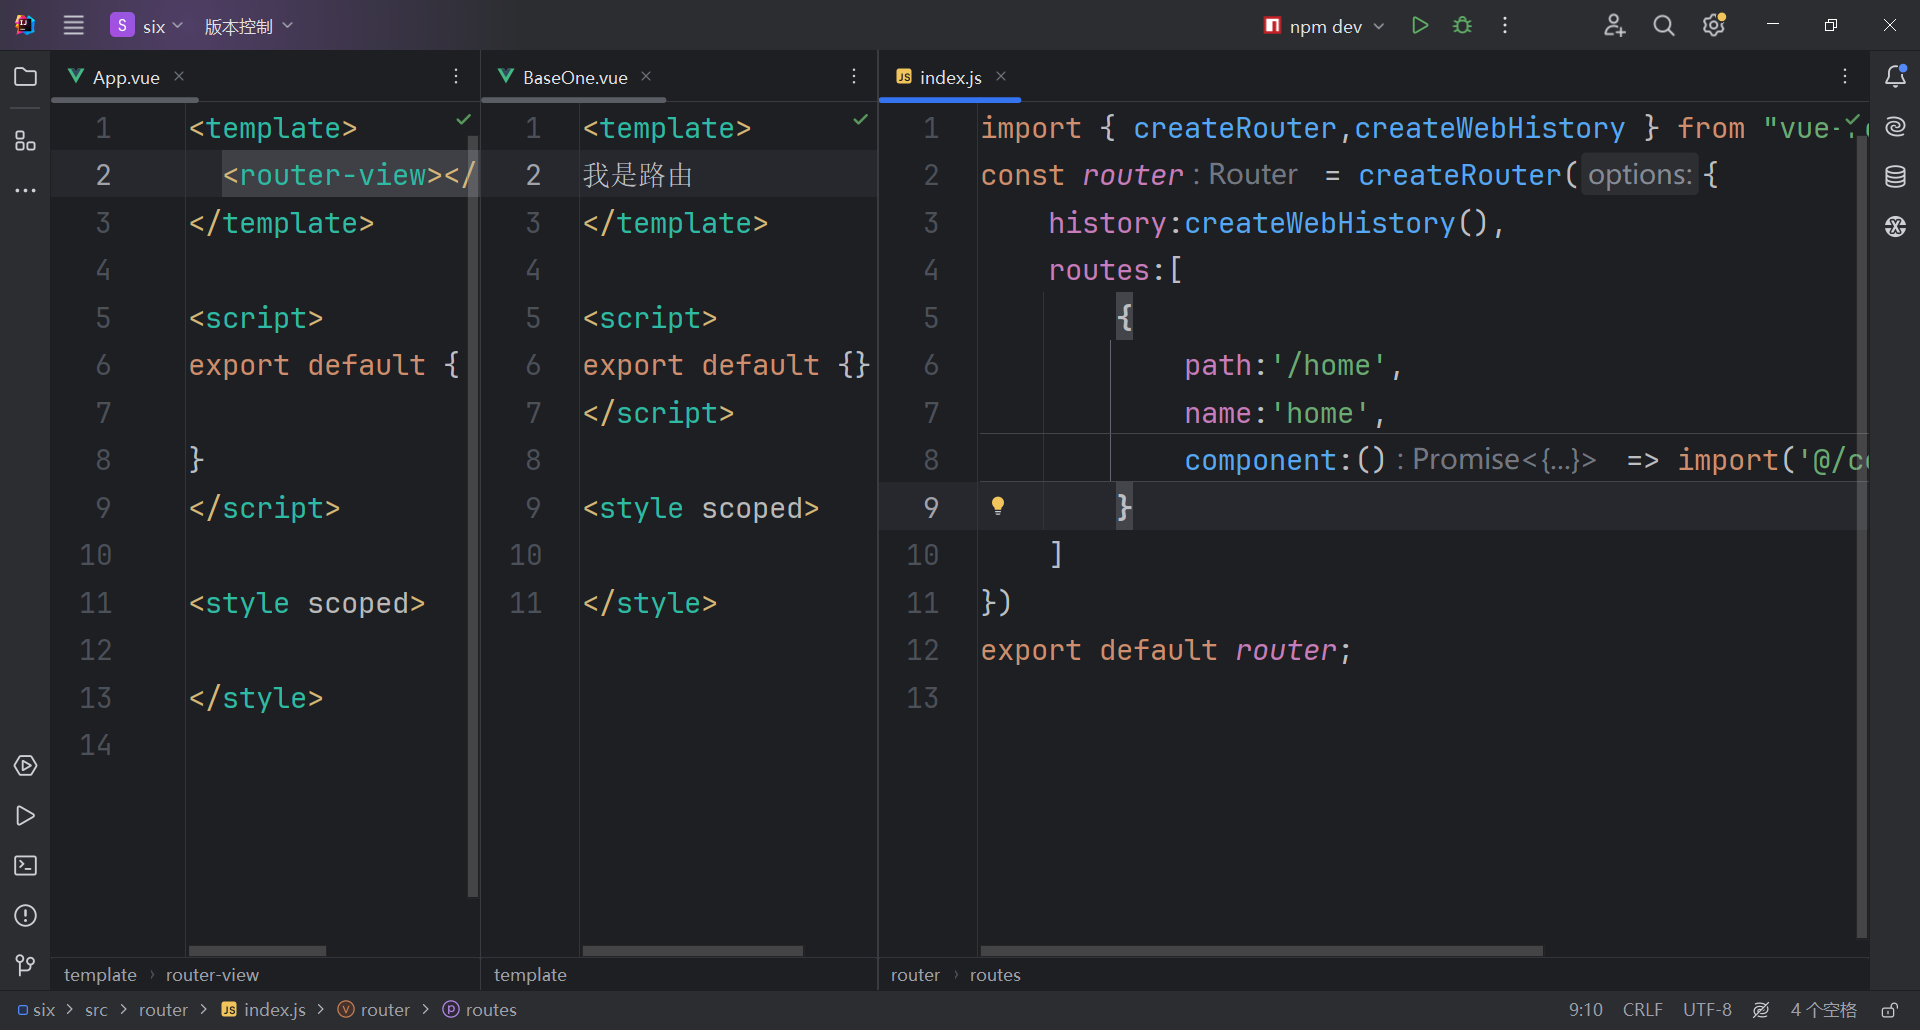 S six 版本控制 npm dev
App.vue
1 <template>
2 <router-view></
3 </template>
4
5 <script>
6 export default {
7
8 }
9 </script>
10
11 <style scoped>
12
13 </style>
14
template › router-view
BaseOne.vue
1 <template>
2 我是路由
3 </template>
4
5 <script>
6 export default {}
7 </script>
8
9 <style scoped>
10
11 </style>
template
JS index.js
1 import { createRouter,createWebHistory } from "vue-
2 const router : Router = createRouter( options: {
3 history:createWebHistory(),
4 routes:[
5 {
6 path:'/home',
7 name:'home',
8 component:() : Promise<{...}> => import('@/co
9 }
10 ]
11 })
12 export default router;
13
router › routes
six > src > router > JS index.js > V router > P routes
9:10 CRLF UTF-8 4 个空格